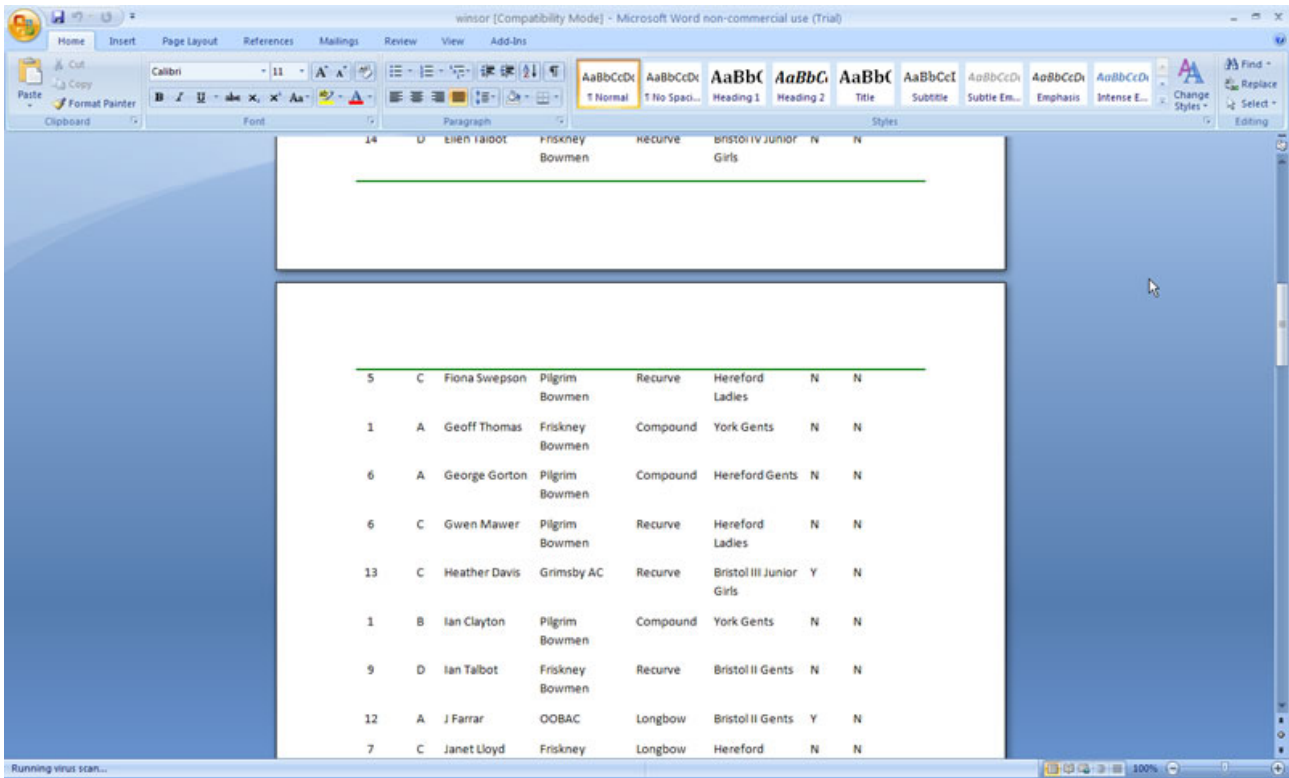 winsor [Compatibility Mode] - Microsoft Word non-commercial use (Trial)
Home Insert Page Layout References Mailings Review View Add-Ins
Paste
Cut
Copy
Format Painter
Clipboard
Calibri 11
Font
Paragraph
AaBbCcDc AaBbCcDc AaBbC AaBbC AaBbC AaBbCcI AaBbCcDi AaBbCcDi AaBbCcDi
¶ Normal ¶ No Spaci... Heading 1 Heading 2 Title Subtitle Subtle Em... Emphasis Intense E...
Change Styles
Styles
Find
Replace
Select
Editing
14 D Ellen Talbot Friskney Recurve Bristol IV Junior N N
Bowmen Girls
5 C Fiona Swepson Pilgrim Recurve Hereford N N
Bowmen Ladies
1 A Geoff Thomas Friskney Compound York Gents N N
Bowmen
6 A George Gorton Pilgrim Compound Hereford Gents N N
Bowmen
6 C Gwen Mawer Pilgrim Recurve Hereford N N
Bowmen Ladies
13 C Heather Davis Grimsby AC Recurve Bristol III Junior Y N
Girls
1 B Ian Clayton Pilgrim Compound York Gents N N
Bowmen
9 D Ian Talbot Friskney Recurve Bristol II Gents N N
Bowmen
12 A J Farrar OOBAC Longbow Bristol II Gents Y N
7 C Janet Lloyd Friskney Longbow Hereford N N
Running virus scan...
100%